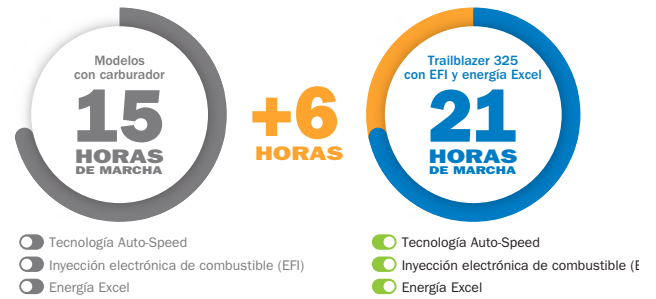 Modelos
con carburador
15
HORAS
DE MARCHA
+6
HORAS
Trailblazer 325
con EFI y energía Excel
21
HORAS
DE MARCHA
Tecnología Auto-Speed
Inyección electrónica de combustible (EFI)
Energía Excel
Tecnología Auto-Speed
Inyección electrónica de combustible (E
Energía Excel